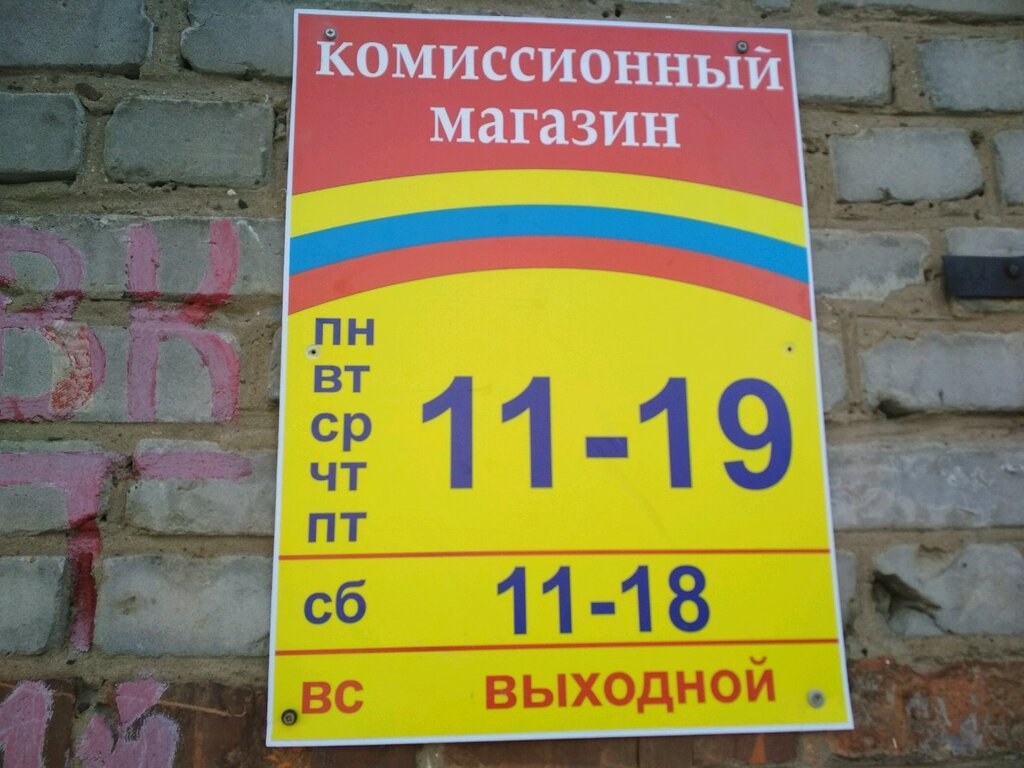 комиссионный
магазин
пн
вт
ср
чт
пт
11-19
сб 11-18
вс выходной